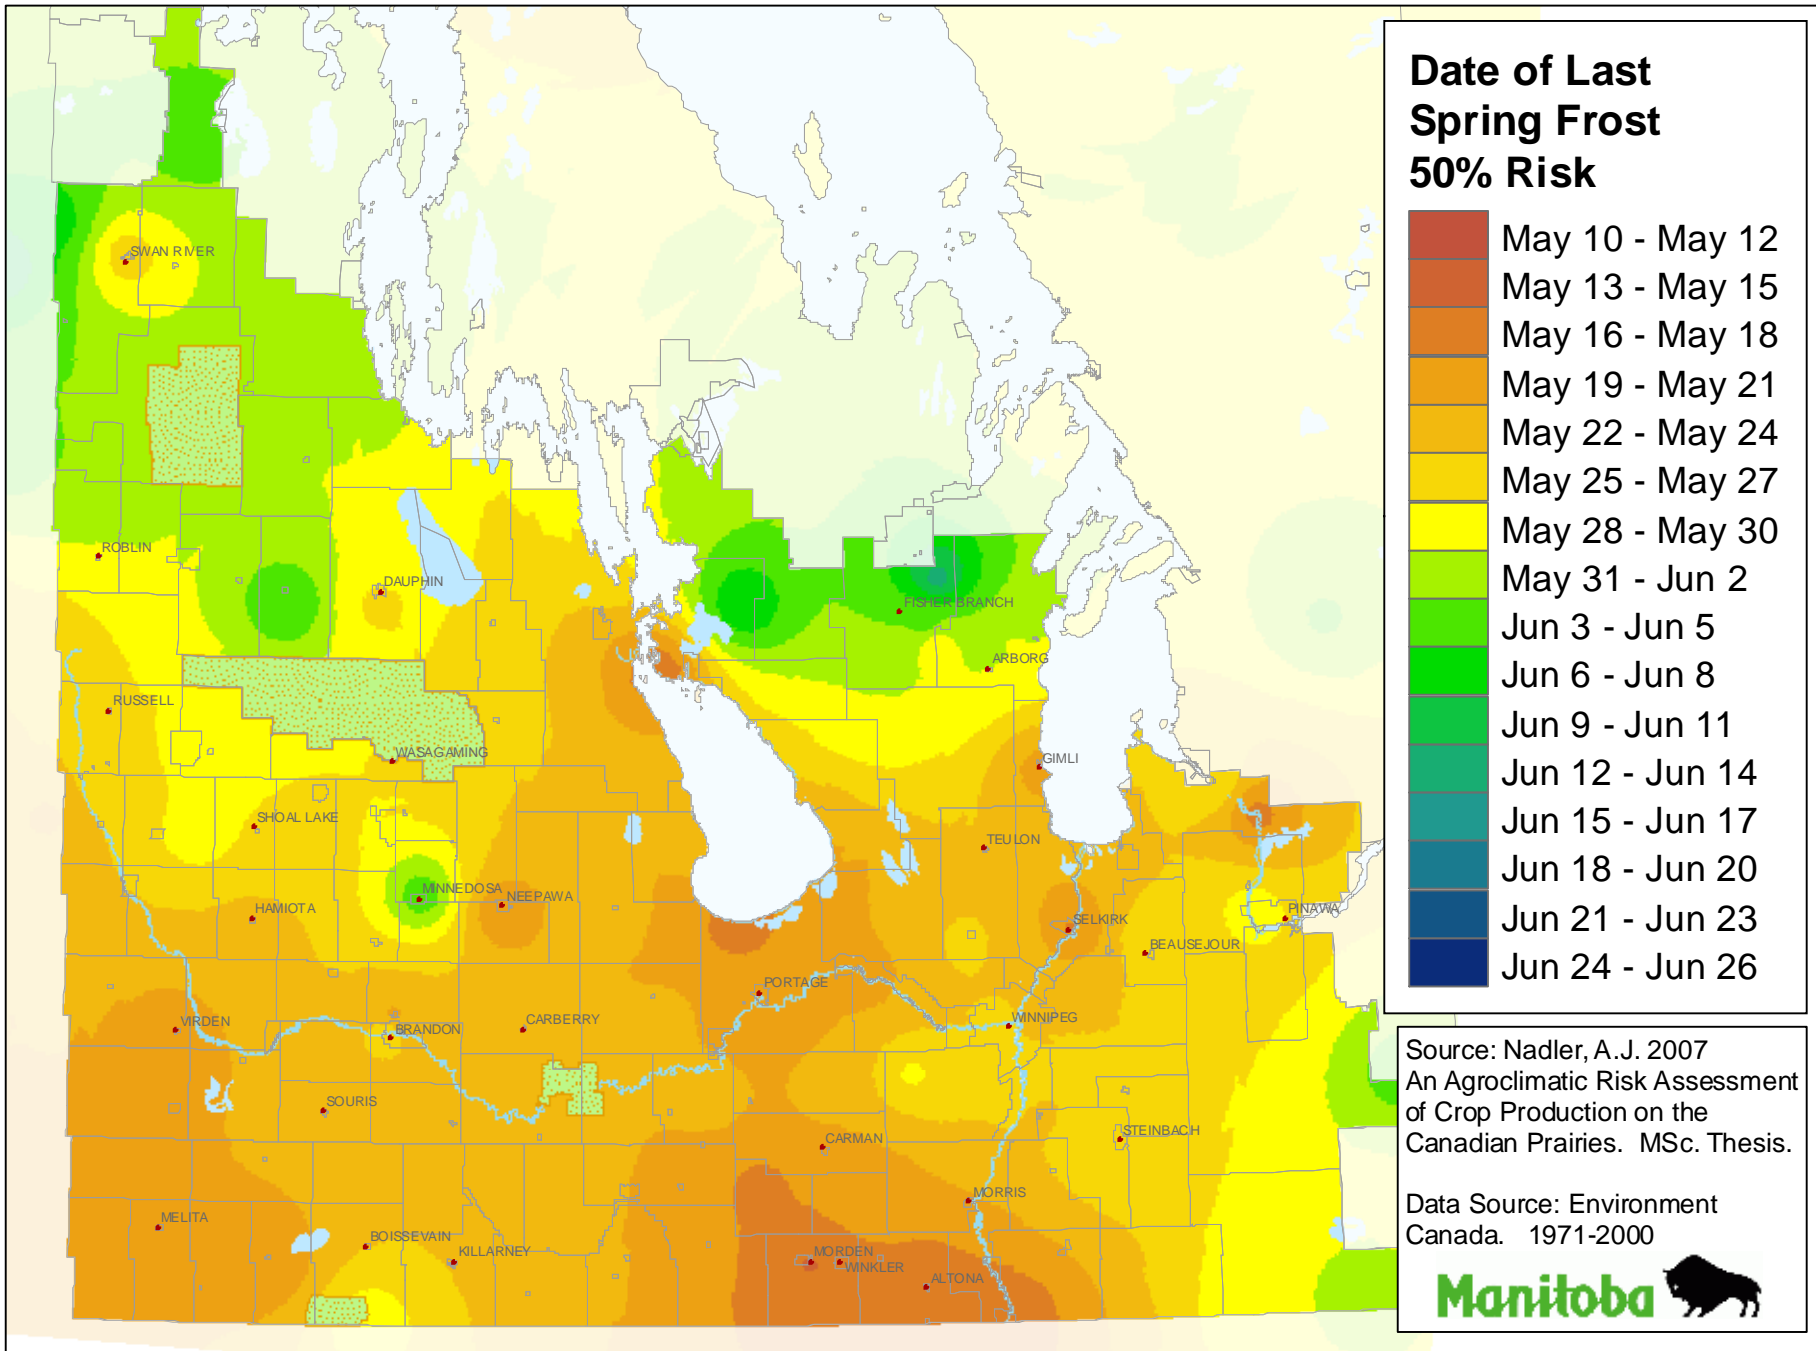 Date of Last
Spring Frost
50% Risk
May 10 - May 12
May 13 - May 15
May 16 - May 18
May 19 - May 21
May 22 - May 24
May 25 - May 27
May 28 - May 30
May 31 - Jun 2
Jun 3 - Jun 5
Jun 6 - Jun 8
Jun 9 - Jun 11
Jun 12 - Jun 14
Jun 15 - Jun 17
Jun 18 - Jun 20
Jun 21 - Jun 23
Jun 24 - Jun 26
Source: Nadler, A.J. 2007
An Agroclimatic Risk Assessment
of Crop Production on the
Canadian Prairies. MSc. Thesis.
Data Source: Environment
Canada. 1971-2000
Manitoba
SWAN RIVER
ROBLIN
DAUPHIN
FISHER BRANCH
ARBORG
RUSSELL
WASAGAMING
GIMLI
SHOAL LAKE
TEULON
MINNEDOSA
NEEPAWA
HAMIOTA
PINAWA
SELKIRK
BEAUSEJOUR
PORTAGE
VIRDEN
BRANDON
CARBERRY
WINNIPEG
SOURIS
STEINBACH
CARMAN
MORRIS
MELITA
BOISSEVAIN
KILLARNEY
MORDEN
WINKLER
ALTONA